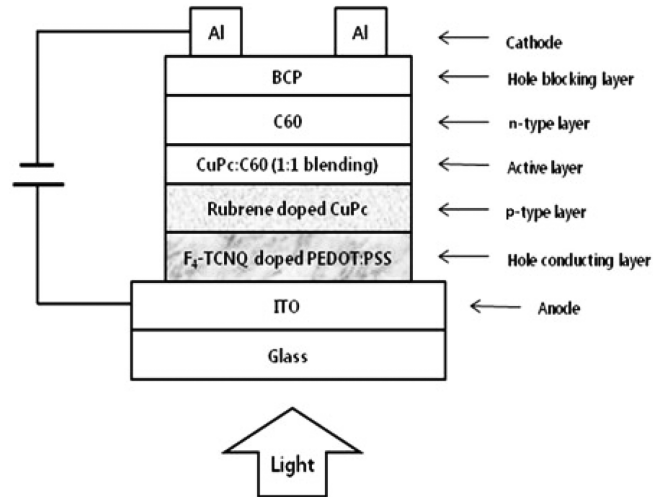 Al
Al
Cathode
BCP
Hole blocking layer
C60
n-type layer
CuPc:C60 (1:1 blending)
Active layer
Rubrene doped CuPc
p-type layer
F₄-TCNQ doped PEDOT:PSS
Hole conducting layer
ITO
Anode
Glass
Light